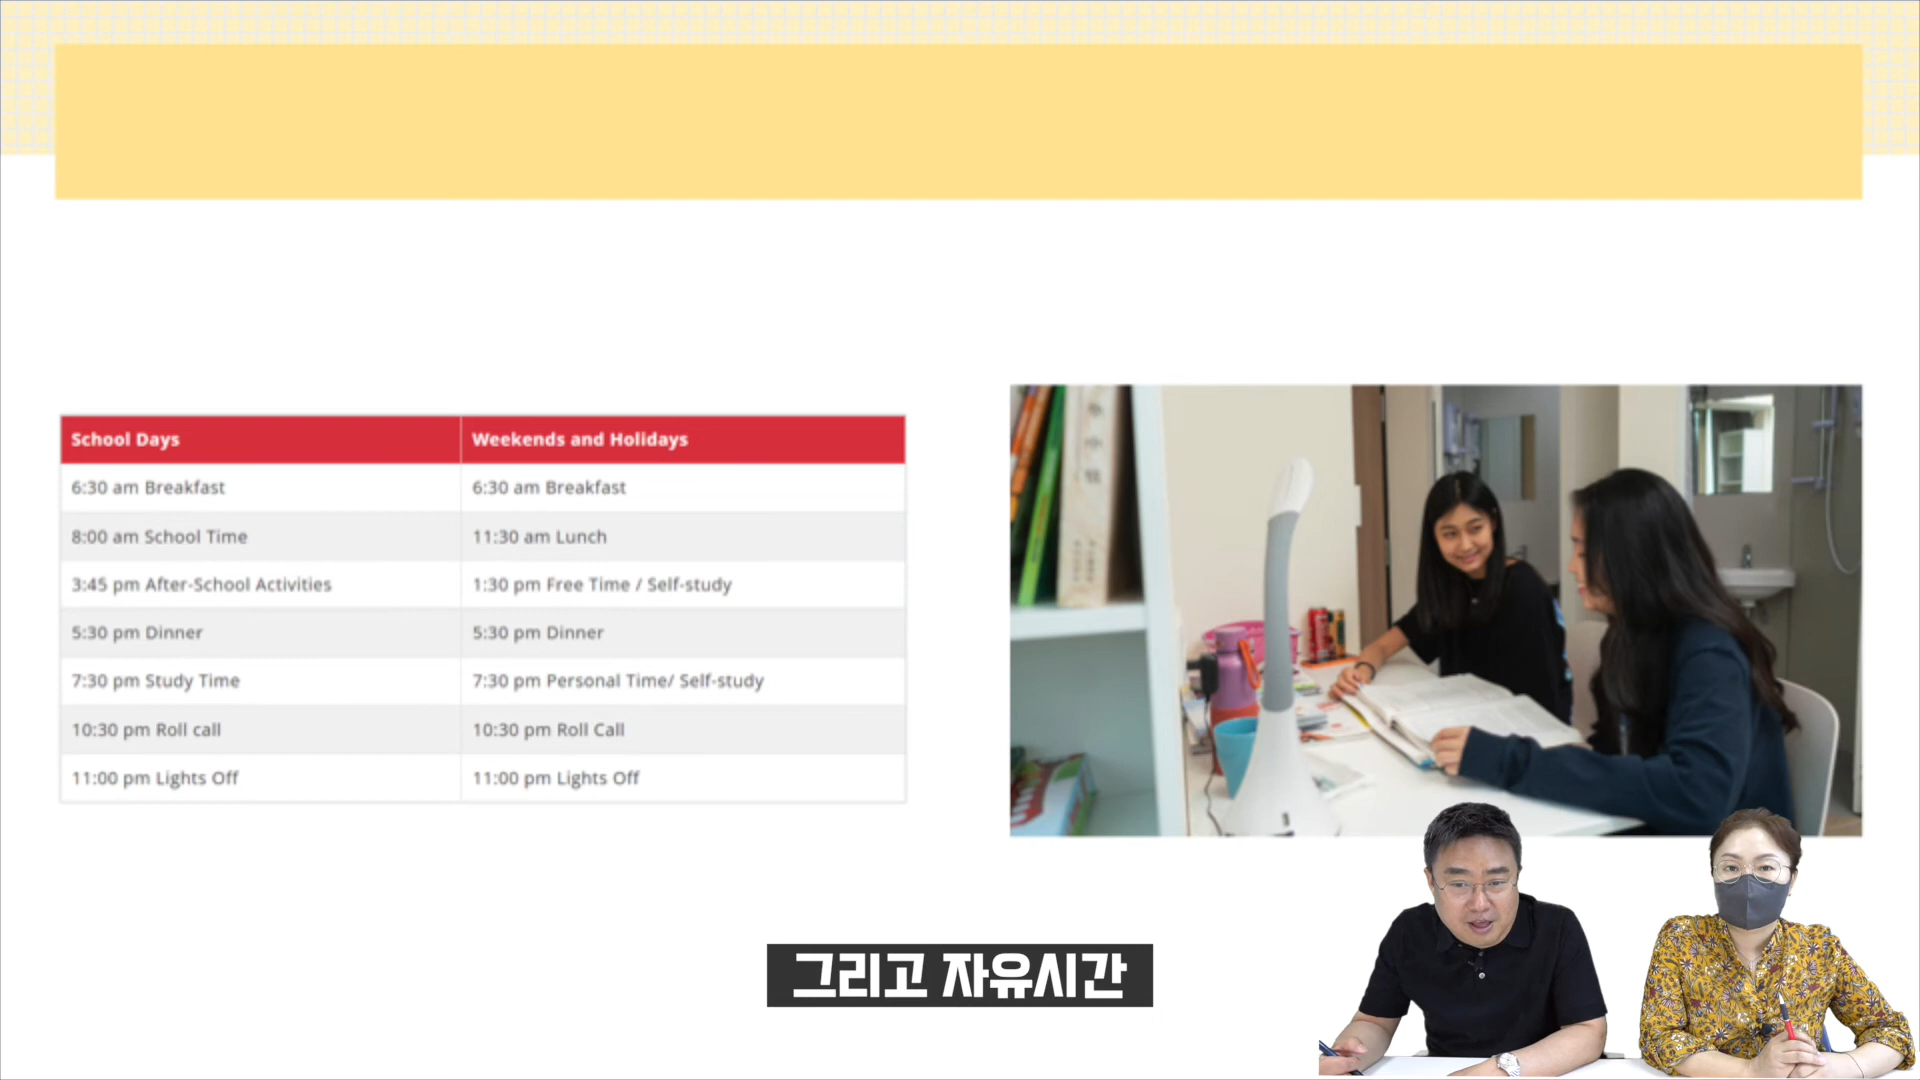 School Days Weekends and Holidays
6:30 am Breakfast 6:30 am Breakfast
8:00 am School Time 11:30 am Lunch
3:45 pm After-School Activities 1:30 pm Free Time / Self-study
5:30 pm Dinner 5:30 pm Dinner
7:30 pm Study Time 7:30 pm Personal Time/ Self-study
10:30 pm Roll call 10:30 pm Roll Call
11:00 pm Lights Off 11:00 pm Lights Off
그리고 자유시간